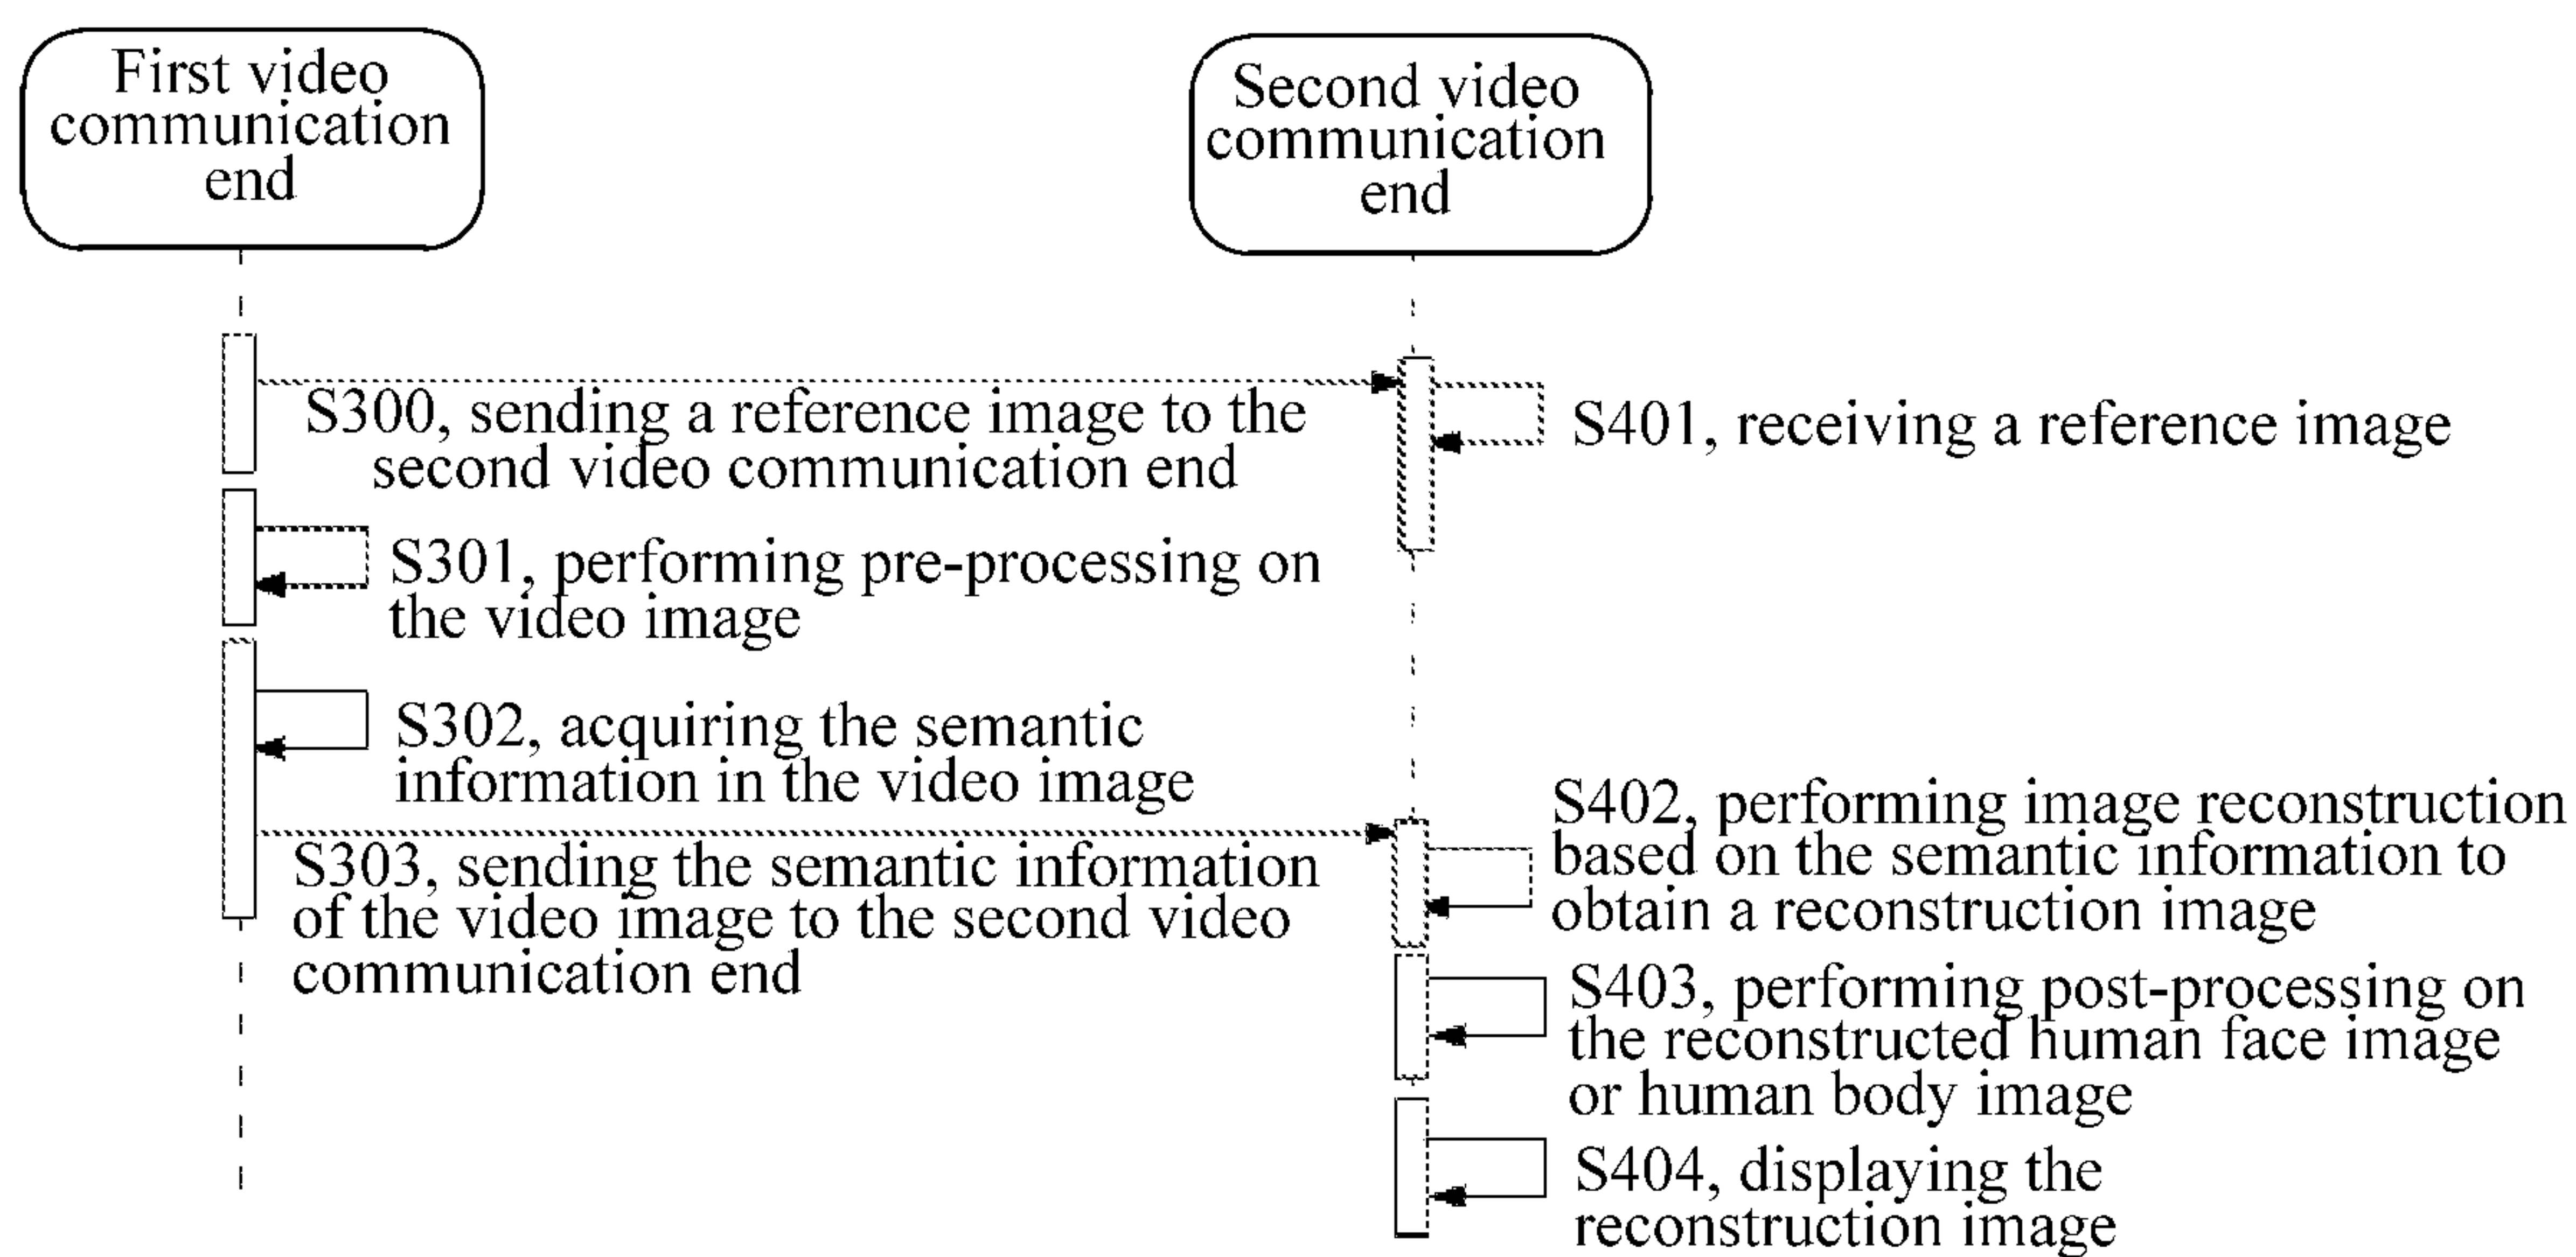 First video
communication
end
Second video
communication
end
S300, sending a reference image to the
second video communication end
S401, receiving a reference image
S301, performing pre-processing on
the video image
S302, acquiring the semantic
information in the video image
S303, sending the semantic information
of the video image to the second video
communication end
S402, performing image reconstruction
based on the semantic information to
obtain a reconstruction image
S403, performing post-processing on
the reconstructed human face image
or human body image
S404, displaying the
reconstruction image